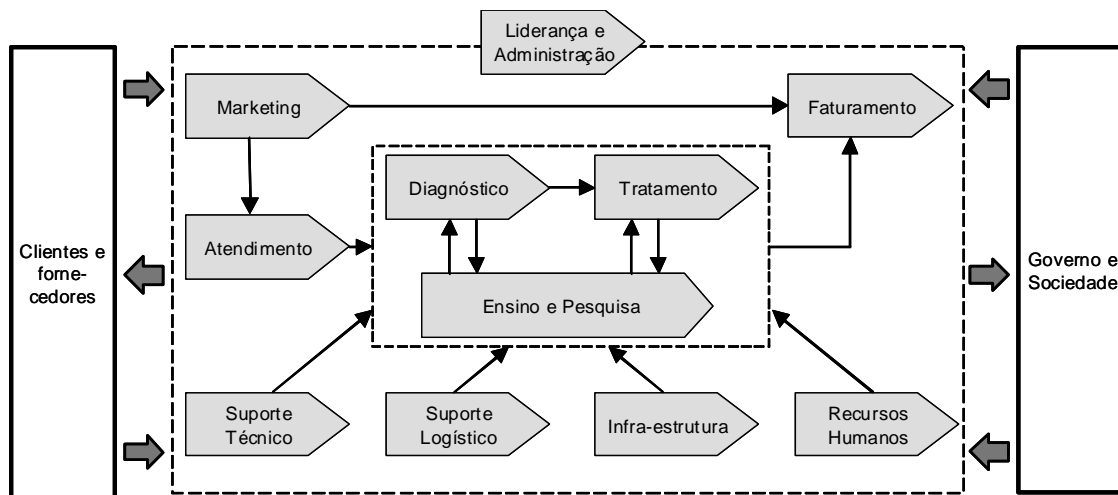 Liderança e
Administração
Marketing
Faturamento
Diagnóstico
Tratamento
Atendimento
Clientes e
forne-
cedores
Governo e
Sociedade
Ensino e Pesquisa
Suporte
Técnico
Suporte
Logístico
Infra-estrutura
Recursos
Humanos